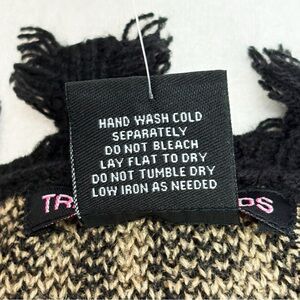 HAND WASH COLD
SEPARATELY
DO NOT BLEACH
LAY FLAT TO DRY
DO NOT TUMBLE DRY
LOW IRON AS NEEDED